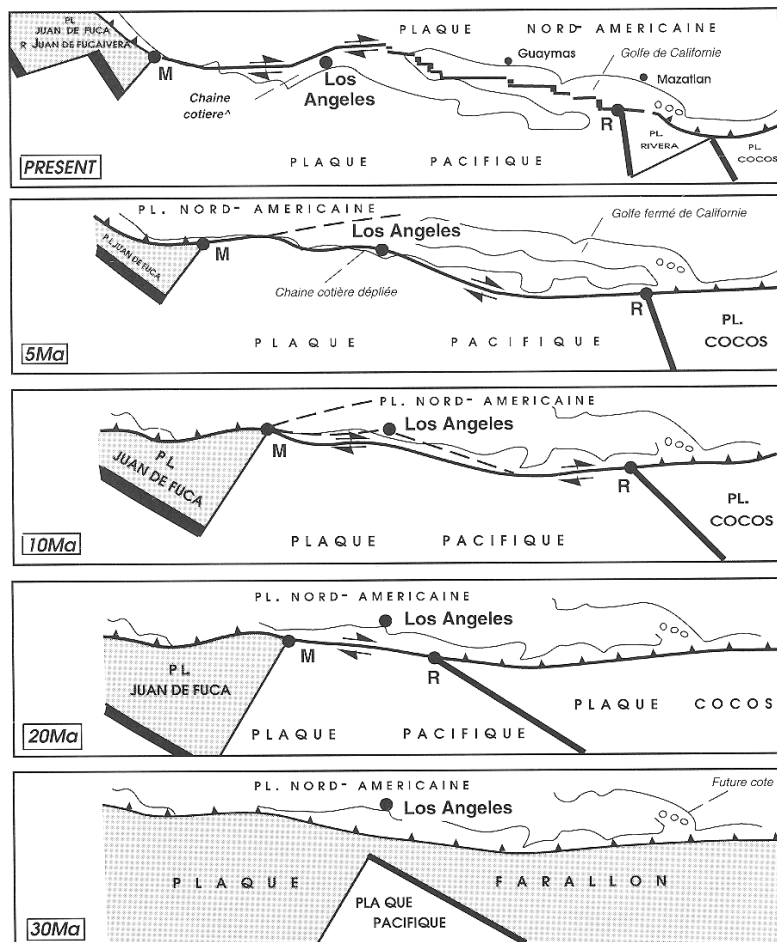 PLAQUE NORD-AMERICAINE
PL.
JUAN DE FUCA
R JUAN DE FUCAIVERA
M
Chaine
cotiere^
Los
Angeles
Guaymas
Golfe de Californie
Mazatlan
R
PL.
RIVERA
PL.
COCOS
PLAQUE PACIFIQUE
PRESENT
PL. NORD- AMERICAINE
Los Angeles
Golfe fermé de Californie
PL JUAN DE FUCA
M
Chaine cotière dépliée
R
PL.
COCOS
PLAQUE PACIFIQUE
5Ma
PL. NORD- AMERICAINE
Los Angeles
PL.
JUAN DE FUCA
M
R
PL.
COCOS
PLAQUE PACIFIQUE
10Ma
PL. NORD- AMERICAINE
Los Angeles
PL.
JUAN DE FUCA
M
R
PLAQUE COCOS
PLAQUE PACIFIQUE
20Ma
PL. NORD- AMERICAINE
Future cote
Los Angeles
PLAQUE FARALLON
PLA QUE
PACIFIQUE
30Ma